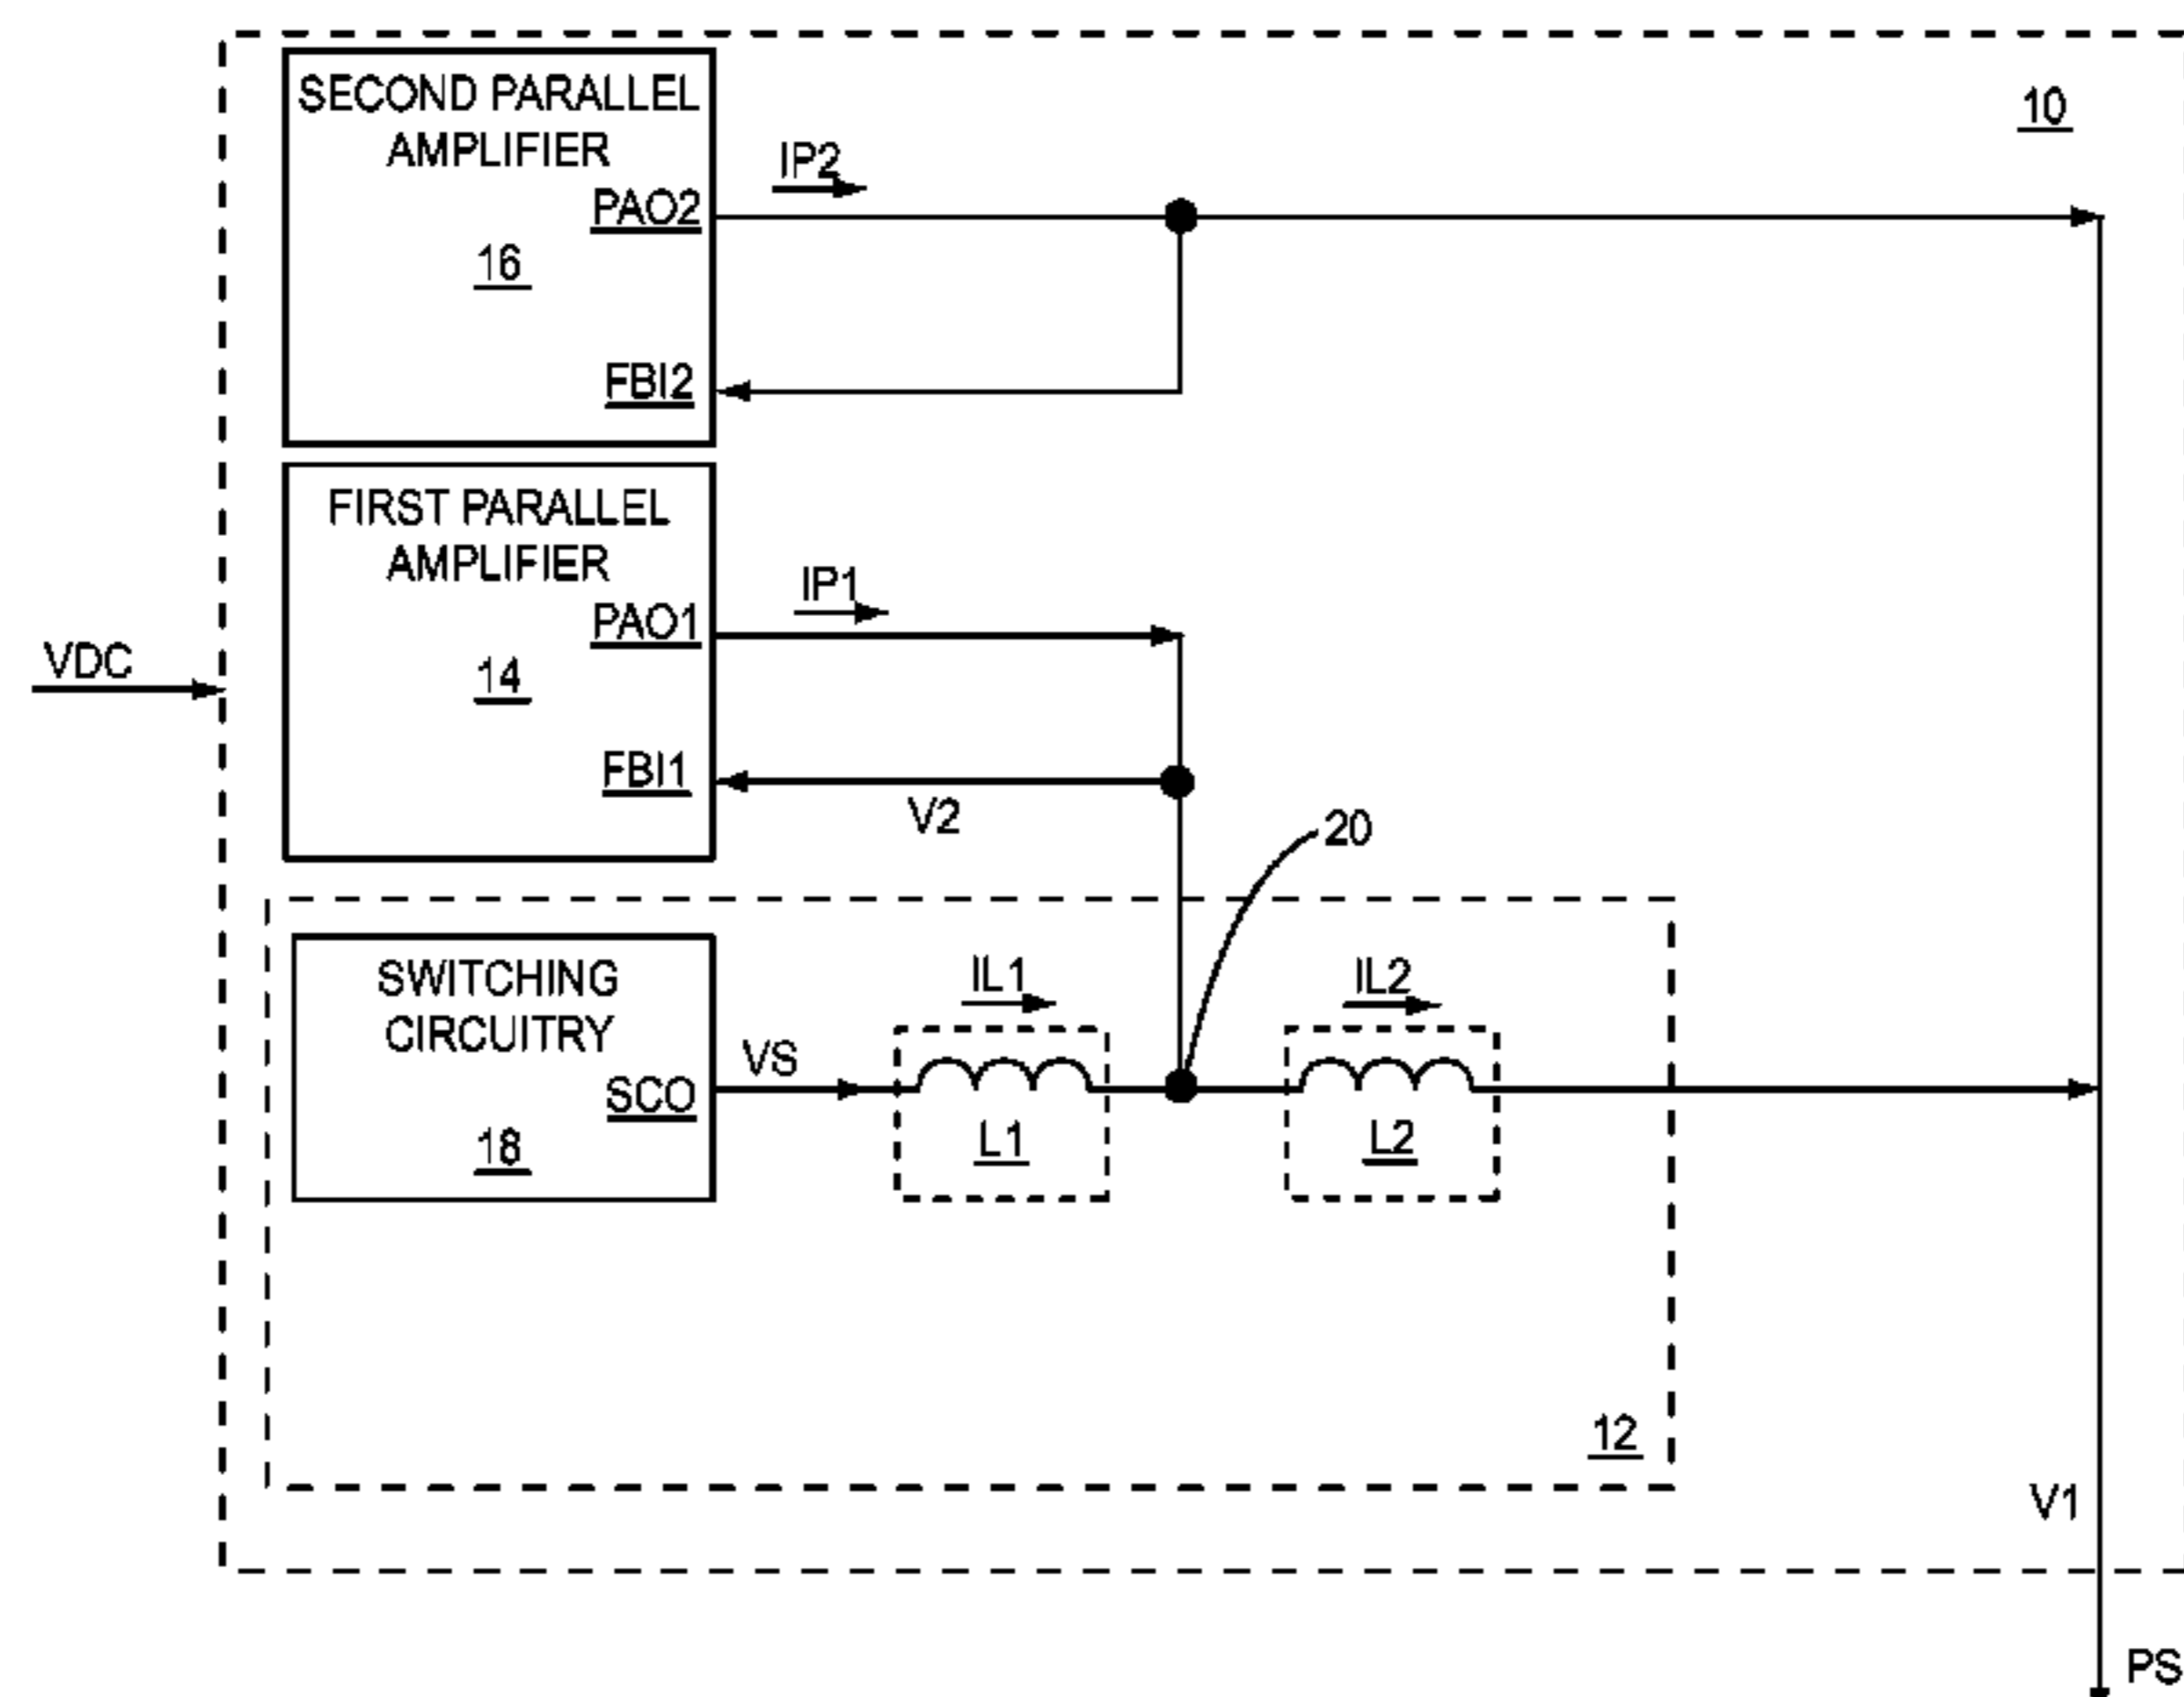 SECOND PARALLEL
AMPLIFIER
PAO2
16
FBI2
IP2
10
FIRST PARALLEL
AMPLIFIER
PAO1
14
FBI1
IP1
VDC
V2
20
SWITCHING
CIRCUITRY
SCO
18
VS
IL1
L1
IL2
L2
12
V1
PS